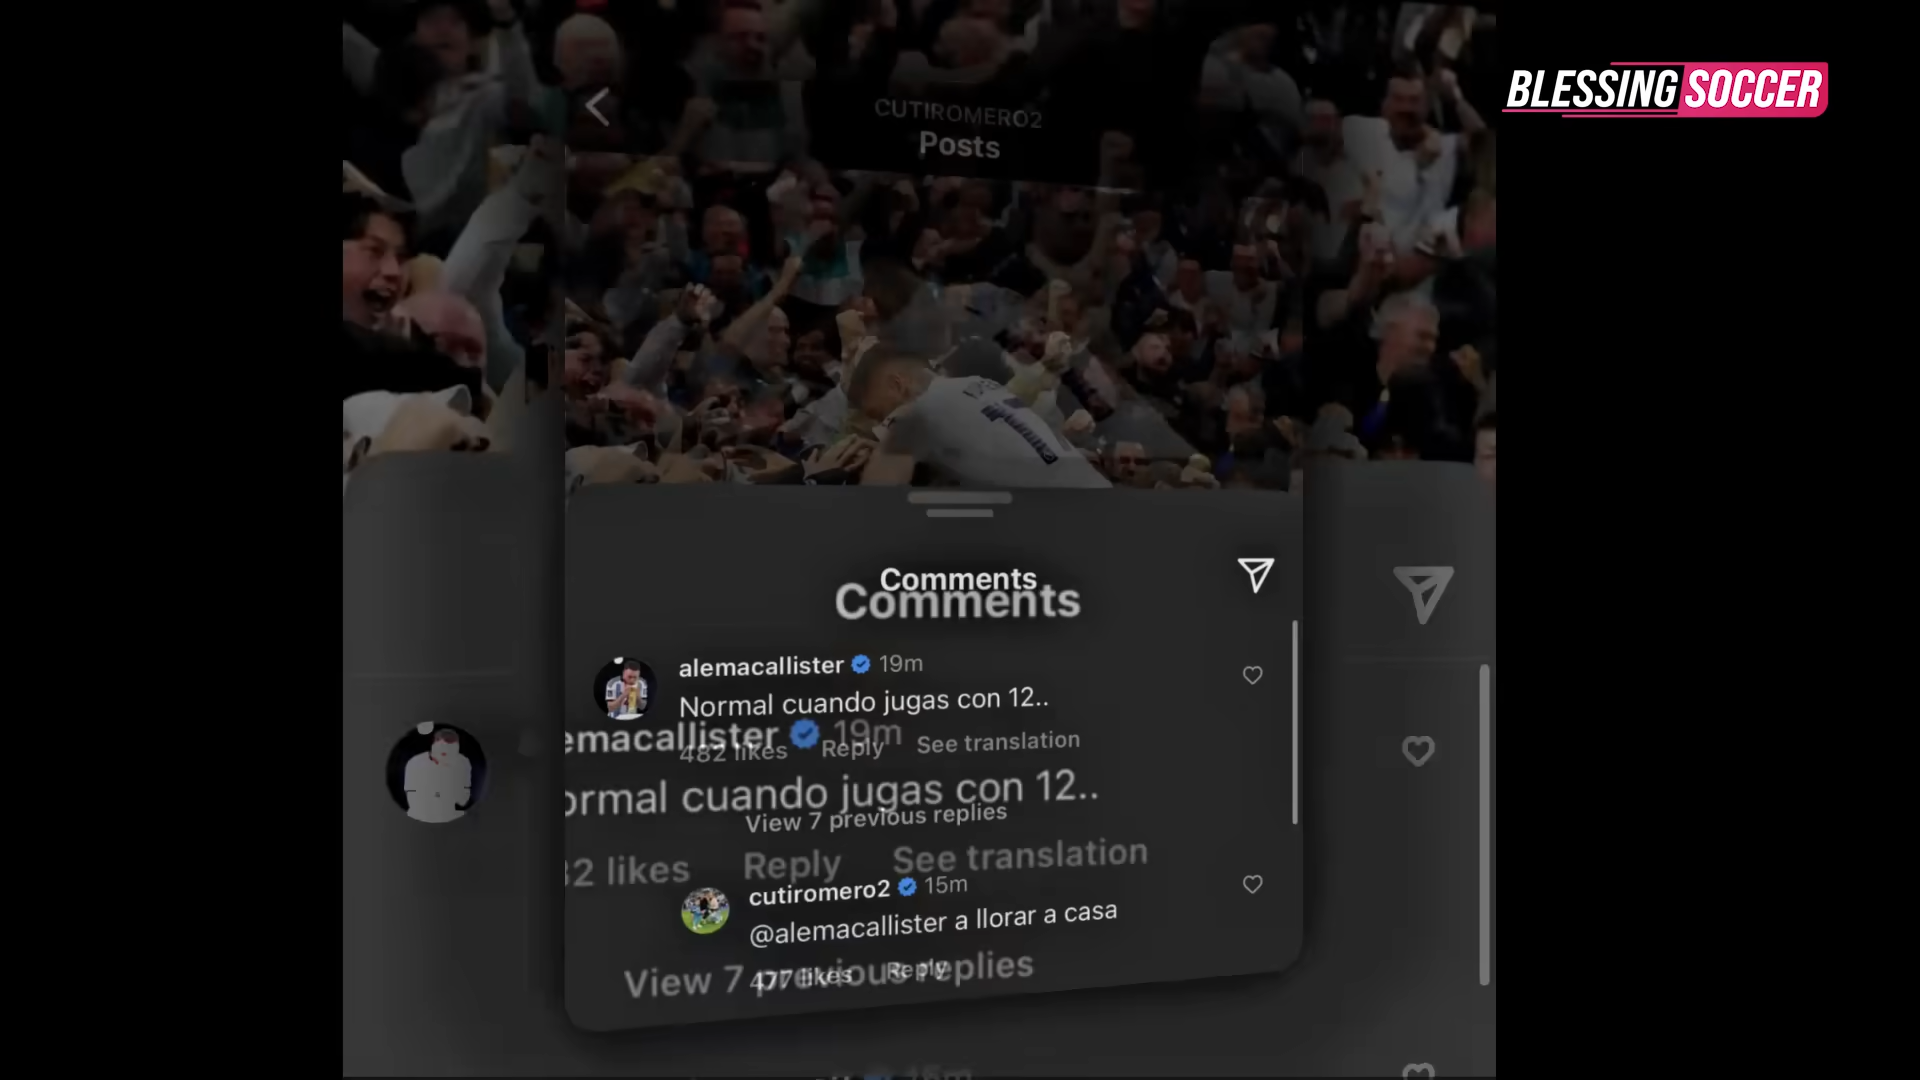 BLESSING SOCCER
CUTIROMERO2
Posts
Comments
Comments
alemacallister 19m
Normal cuando jugas con 12..
482 likes Reply See translation
emacallister 19m
ormal cuando jugas con 12..
View 7 previous replies
2 likes Reply See translation
cutiromero2 15m
@alemacallister a llorar a casa
477 likes Reply
View 7 previous replies